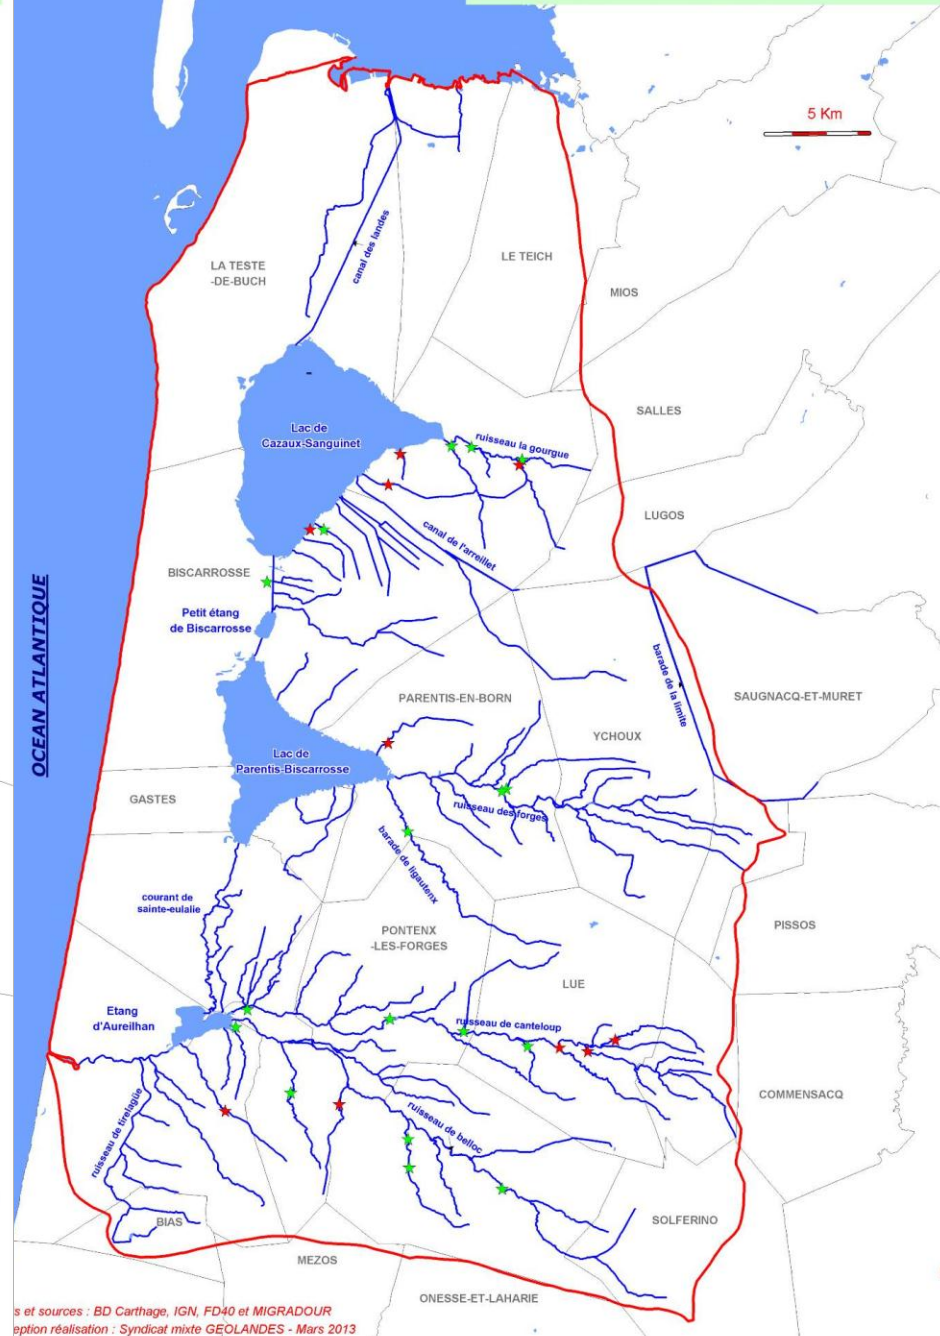 5 Km
canal des landes
LE TEICH
LA TESTE
-DE-BUCH
MIOS
SALLES
Lac de
Cazaux-Sanguinet
ruisseau la gourgue
LUGOS
canal de l'arreillet
BISCARROSSE
OCEAN ATLANTIQUE
Petit étang
de Biscarrosse
barade de la limite
PARENTIS-EN-BORN
SAUGNACQ-ET-MURET
YCHOUX
Lac de
Parentis-Biscarrosse
GASTES
ruisseau des forges
barade de ligautenx
courant de
sainte-eulalie
PISSOS
PONTENX
-LES-FORGES
LUE
Etang
d'Aureilhan
ruisseau de canteloup
COMMENSACQ
ruisseau de tirelagüe
ruisseau de belloc
BIAS
SOLFERINO
MEZOS
ONESSE-ET-LAHARIE
s et sources : BD Carthage, IGN, FD40 et MIGRADOUR
eption réalisation : Syndicat mixte GEOLANDES - Mars 2013